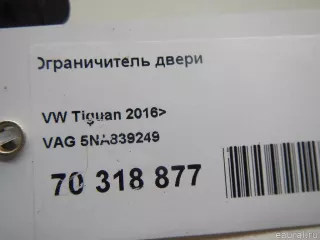 Ограничитель двери
VW Tiguan 2016>
VAG 5NA839249
70 318 877